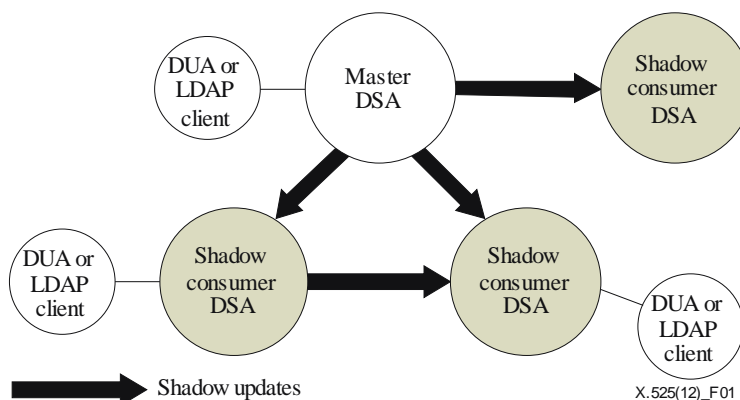 DUA or
LDAP
client
Master
DSA
Shadow
consumer
DSA
DUA or
LDAP
client
Shadow
consumer
DSA
Shadow
consumer
DSA
DUA or
LDAP
client
Shadow updates
X.525(12)_F01